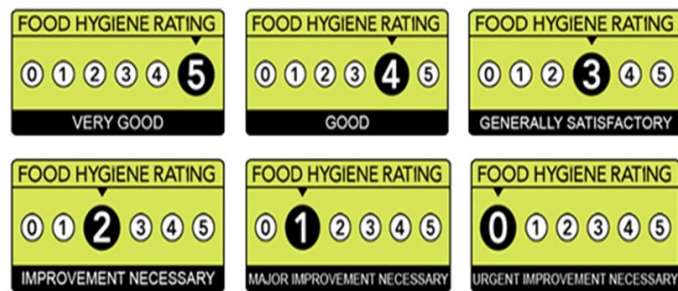 FOOD HYGIENE RATING
0 1 2 3 4 5
VERY GOOD
FOOD HYGIENE RATING
0 1 2 3 4 5
GOOD
FOOD HYGIENE RATING
0 1 2 3 4 5
GENERALLY SATISFACTORY
FOOD HYGIENE RATING
0 1 2 3 4 5
IMPROVEMENT NECESSARY
FOOD HYGIENE RATING
0 1 2 3 4 5
MAJOR IMPROVEMENT NECESSARY
FOOD HYGIENE RATING
0 1 2 3 4 5
URGENT IMPROVEMENT NECESSARY